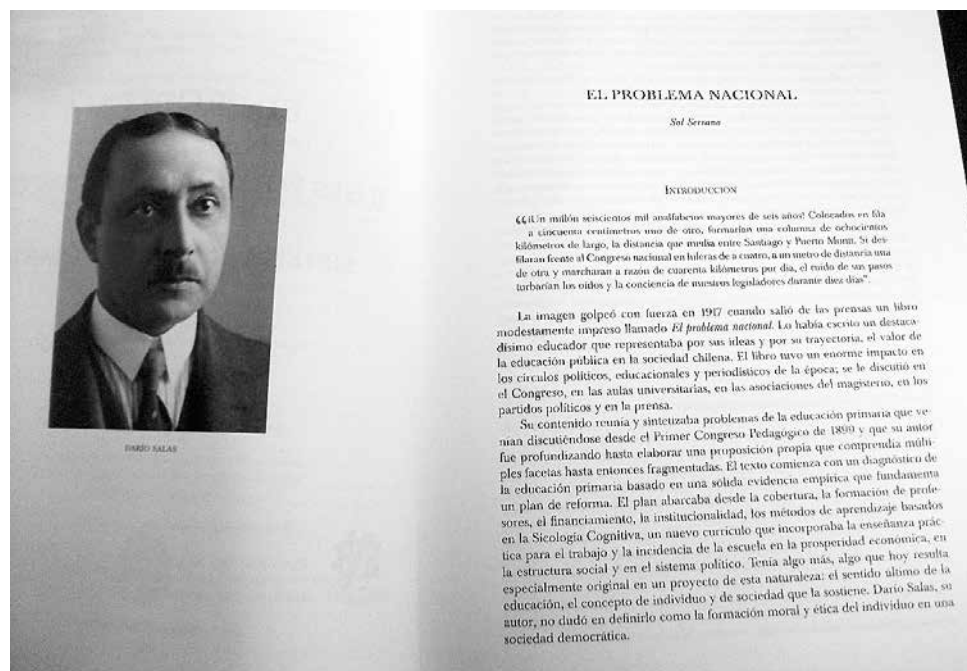 DARÍO SALAS
EL PROBLEMA NACIONAL
Sol Serrano
INTRODUCCION
“¡Un millón seiscientos mil analfabetos mayores de seis años! Colocados en fila
a cincuenta centímetros uno de otro, formarían una columna de ochocientos
kilómetros de largo, la distancia que media entre Santiago y Puerto Montt. Si des-
filaran frente al Congreso nacional en hileras de a cuatro, a un metro de distancia una
de otra y marcharan a razón de cuarenta kilómetros por día, el ruido de sus pasos
turbarían los oídos y la conciencia de nuestros legisladores durante diez días”.
La imagen golpeó con fuerza en 1917 cuando salió de las prensas un libro
modestamente impreso llamado El problema nacional. Lo había escrito un destaca-
dísimo educador que representaba por sus ideas y por su trayectoria, el valor de
la educación pública en la sociedad chilena. El libro tuvo un enorme impacto en
los círculos políticos, educacionales y periodísticos de la época; se le discutió en
el Congreso, en las aulas universitarias, en las asociaciones del magisterio, en los
partidos políticos y en la prensa.
Su contenido reunía y sintetizaba problemas de la educación primaria que ve-
nían discutiéndose desde el Primer Congreso Pedagógico de 1899 y que su autor
fue profundizando hasta elaborar una proposición propia que comprendía múlti-
ples facetas hasta entonces fragmentadas. El texto comienza con un diagnóstico de
la educación primaria basado en una sólida evidencia empírica que fundamenta
un plan de reforma. El plan abarcaba desde la cobertura, la formación de profe-
sores, el financiamiento, la institucionalidad, los métodos de aprendizaje basados
en la Sicología Cognitiva, un nuevo currículo que incorporaba la enseñanza prác-
tica para el trabajo y la incidencia de la escuela en la prosperidad económica, en
la estructura social y en el sistema político. Tenía algo más, algo que hoy resulta
especialmente original en un proyecto de esta naturaleza: el sentido último de la
educación, el concepto de individuo y de sociedad que la sostiene. Darío Salas, su
autor, no dudó en definirlo como la formación moral y ética del individuo en una
sociedad democrática.